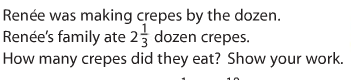 Renée was making crepes by the dozen.
Renée's family ate 2 1/3 dozen crepes.
How many crepes did they eat? Show your work.